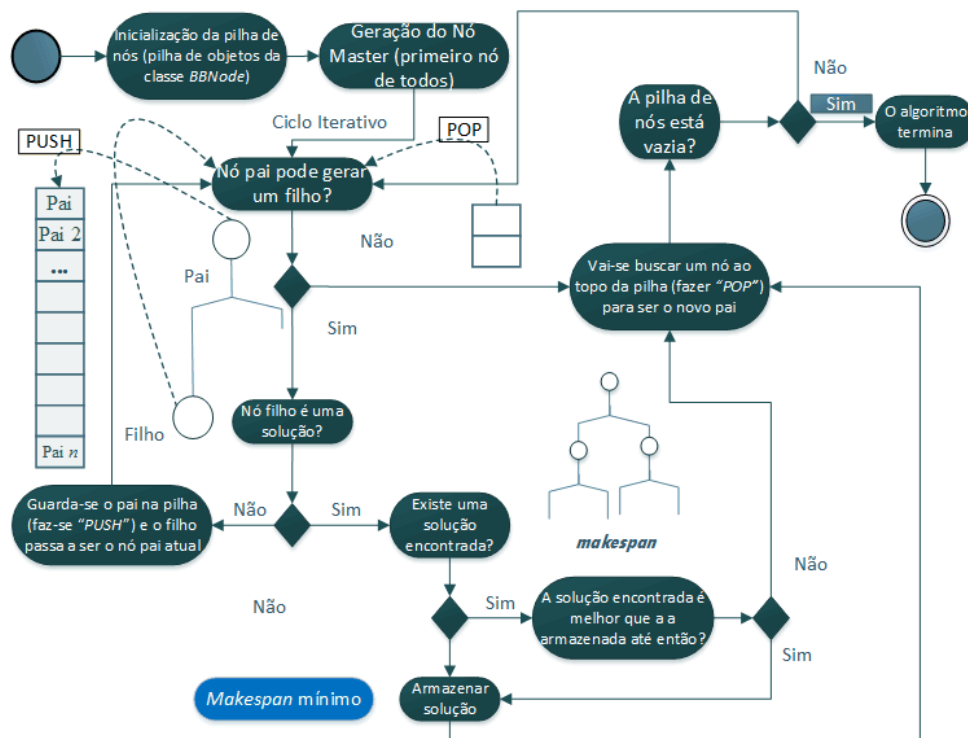 Inicialização da pilha de
nós (pilha de objetos da
classe BBNode)
Geração do Nó
Master (primeiro nó
de todos)
Não
Sim
A pilha de
nós está
vazia?
O algoritmo
termina
Ciclo Iterativo
PUSH
POP
Nó pai pode gerar
um filho?
Pai
Pai 2
...
Pai n
Não
Pai
Vai-se buscar um nó ao
topo da pilha (fazer “POP”)
para ser o novo pai
Sim
Nó filho é uma
solução?
Filho
Guarda-se o pai na pilha
(faz-se “PUSH”) e o filho
passa a ser o nó pai atual
Não
Sim
Existe uma
solução
encontrada?
makespan
Não
Não
Sim
A solução encontrada é
melhor que a a
armazenada até então?
Sim
Makespan mínimo
Armazenar
solução